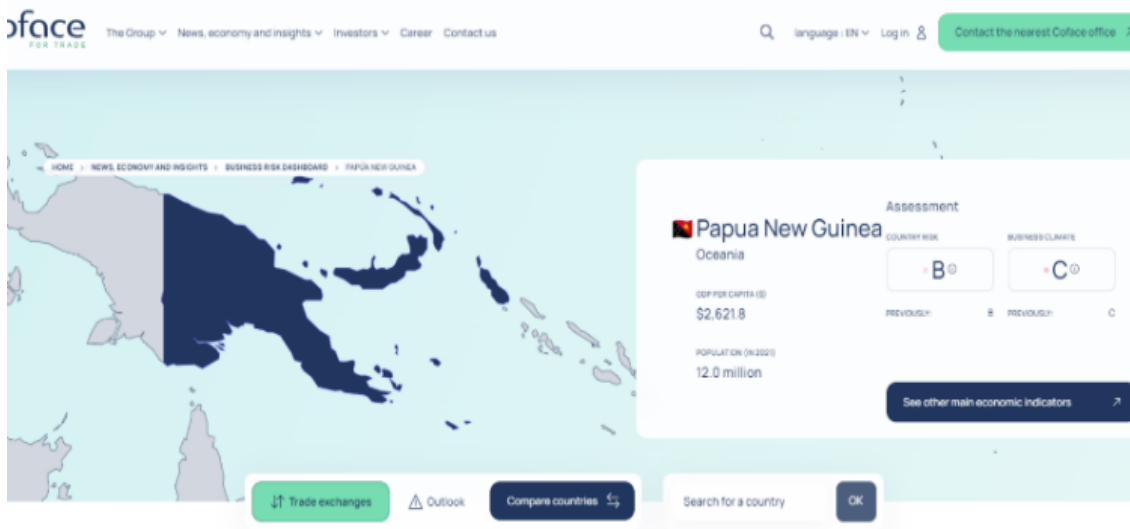 oface
FOR TRADE
The Group
News, economy and insights
Investors
Career
Contact us
language : EN
Log in
Contact the nearest Coface office
HOME > NEWS, ECONOMY AND INSIGHTS > BUSINESS RISK DASHBOARD > PAPUA NEW GUINEA
Papua New Guinea
Oceania
GDP PER CAPITA ($)
$2,621.8
POPULATION (IN 2021)
12.0 million
Assessment
COUNTRY RISK
B
PREVIOUSLY: B
BUSINESS CLIMATE
C
PREVIOUSLY: C
See other main economic indicators
Trade exchanges
Outlook
Compare countries
Search for a country
OK